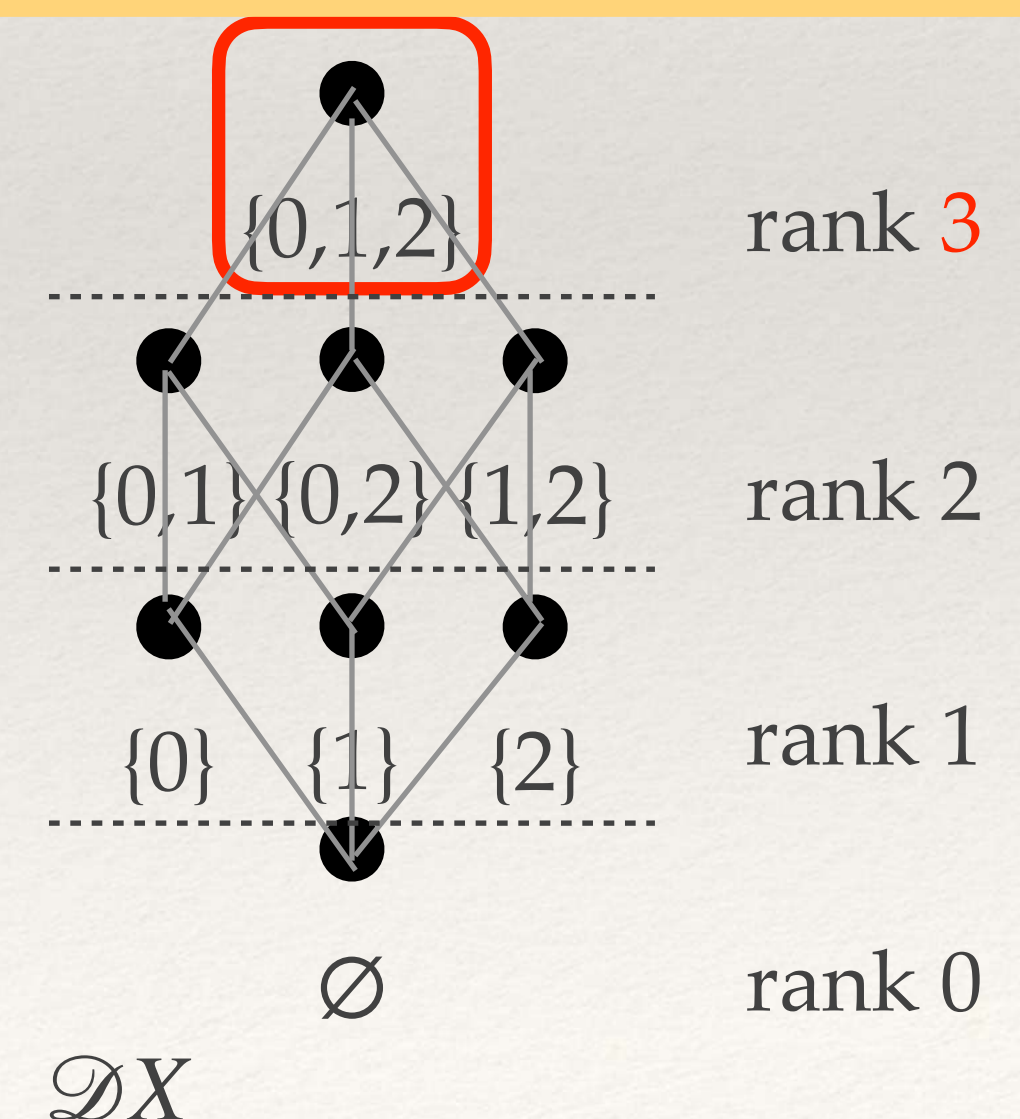 {0,1,2} rank 3
{0,1} {0,2} {1,2} rank 2
{0} {1} {2} rank 1
∅ rank 0
𝒟X